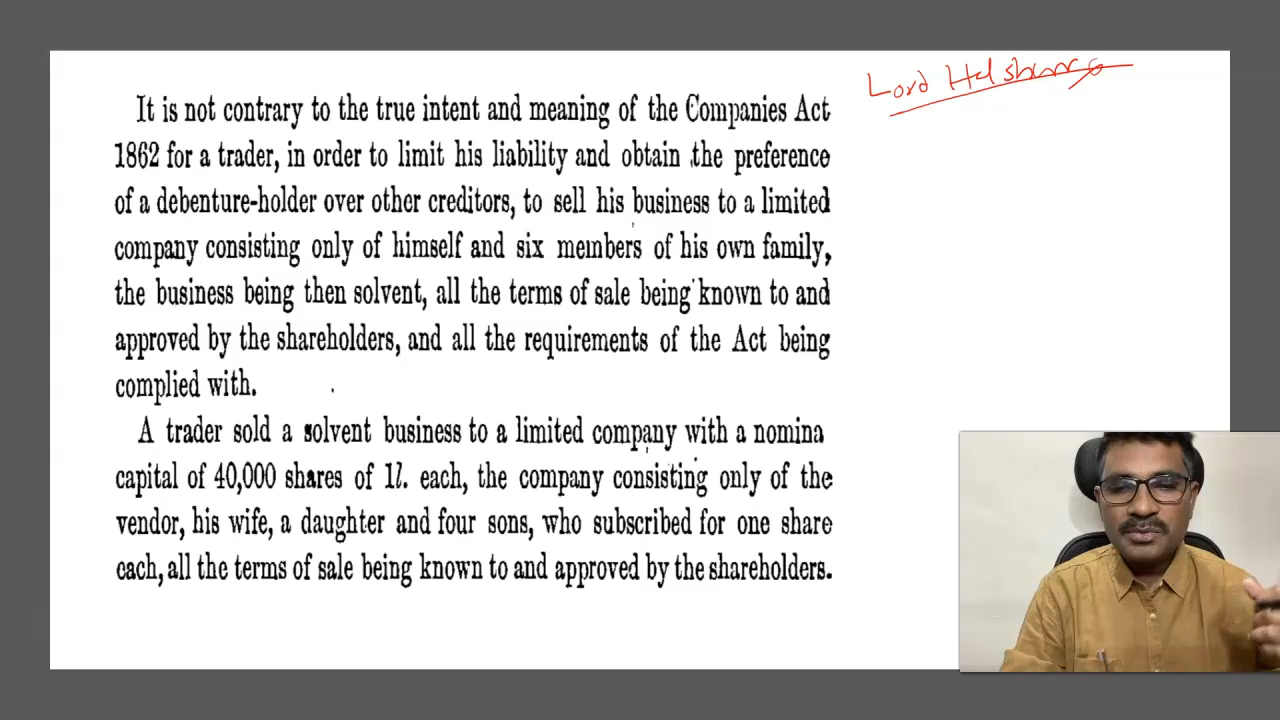 Lord Halsbury
It is not contrary to the true intent and meaning of the Companies Act
1862 for a trader, in order to limit his liability and obtain the preference
of a debenture-holder over other creditors, to sell his business to a limited
company consisting only of himself and six members of his own family,
the business being then solvent, all the terms of sale being known to and
approved by the shareholders, and all the requirements of the Act being
complied with.
A trader sold a solvent business to a limited company with a nomina
capital of 40,000 shares of 1l. each, the company consisting only of the
vendor, his wife, a daughter and four sons, who subscribed for one share
each, all the terms of sale being known to and approved by the shareholders.